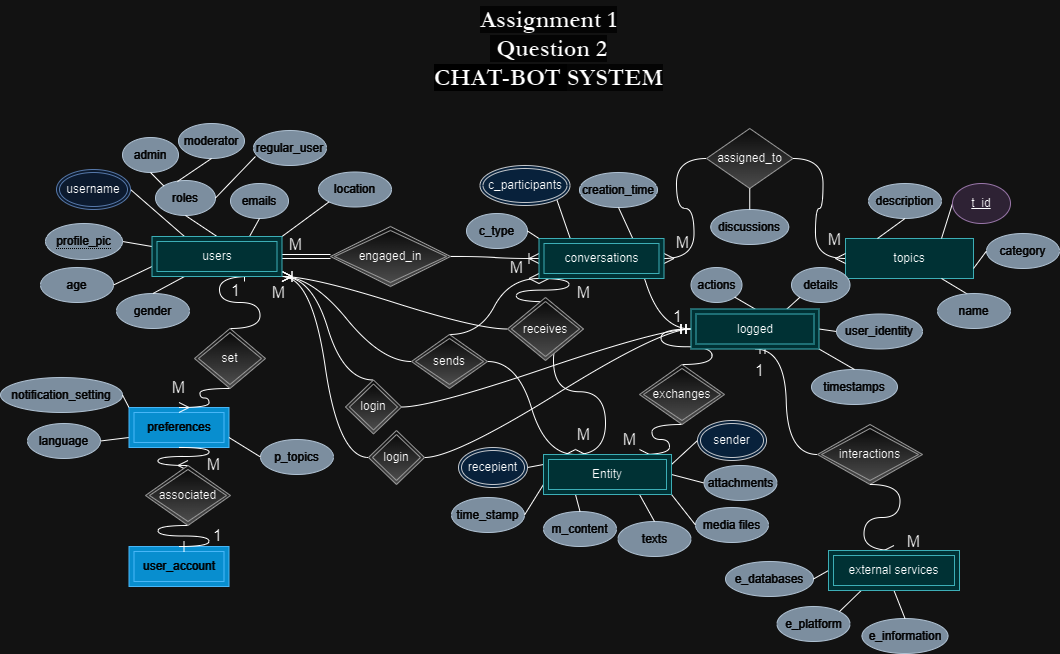 Assignment 1
Question 2
CHAT-BOT SYSTEM
moderator
admin
regular_user
username
roles
emails
location
c_participants
creation_time
assigned_to
description
t_id
profile_pic
users
M
engaged_in
c_type
M
conversations
M
discussions
M
topics
category
age
gender
1
M
M
actions
details
name
receives
1
logged
user_identity
set
sends
1
timestamps
notification_setting
M
login
exchanges
language
preferences
p_topics
M
M
sender
login
interactions
M
associated
recepient
Entity
attachments
time_stamp
m_content
texts
media files
1
user_account
M
external services
e_databases
e_platform
e_information